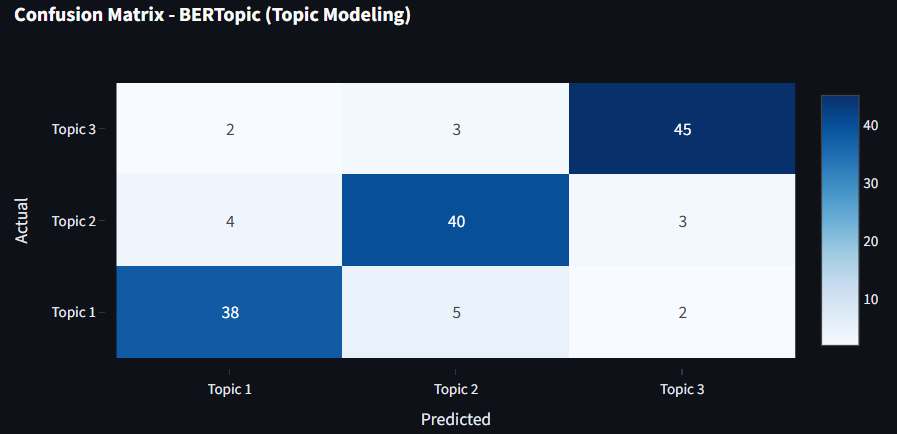 Confusion Matrix - BERTopic (Topic Modeling)
Topic 3 2 3 45
Topic 2 4 40 3
Topic 1 38 5 2
Topic 1 Topic 2 Topic 3
Predicted
Actual
40
30
20
10